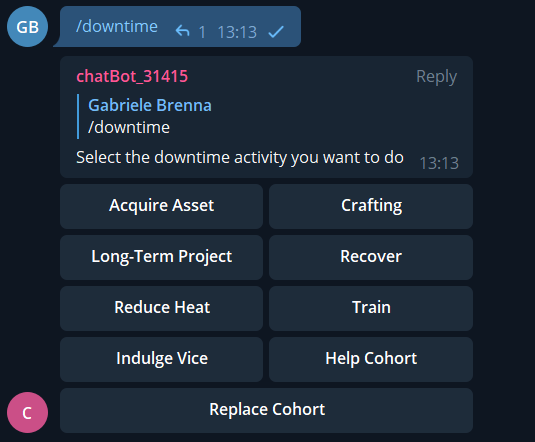 GB
/downtime 1 13:13
chatBot_31415 Reply
Gabriele Brenna
/downtime
Select the downtime activity you want to do 13:13
Acquire Asset Crafting
Long-Term Project Recover
Reduce Heat Train
Indulge Vice Help Cohort
C Replace Cohort